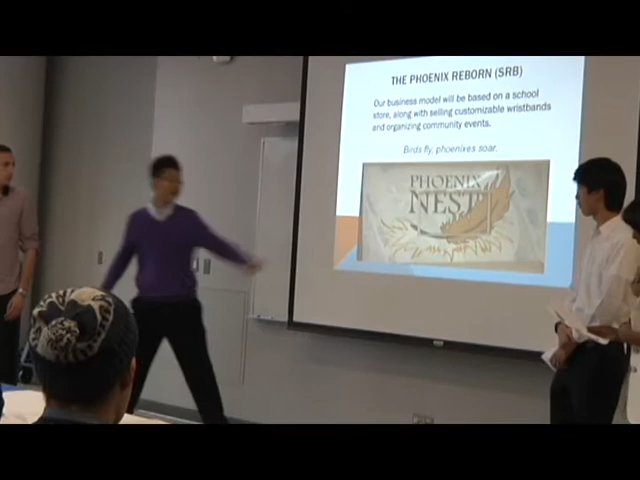 THE PHOENIX REBORN (SRB)
Our business model will be based on a school
store, along with selling customizable wristbands
and organizing community events.
Birds fly, phoenixes soar.
PHOENIX
NEST